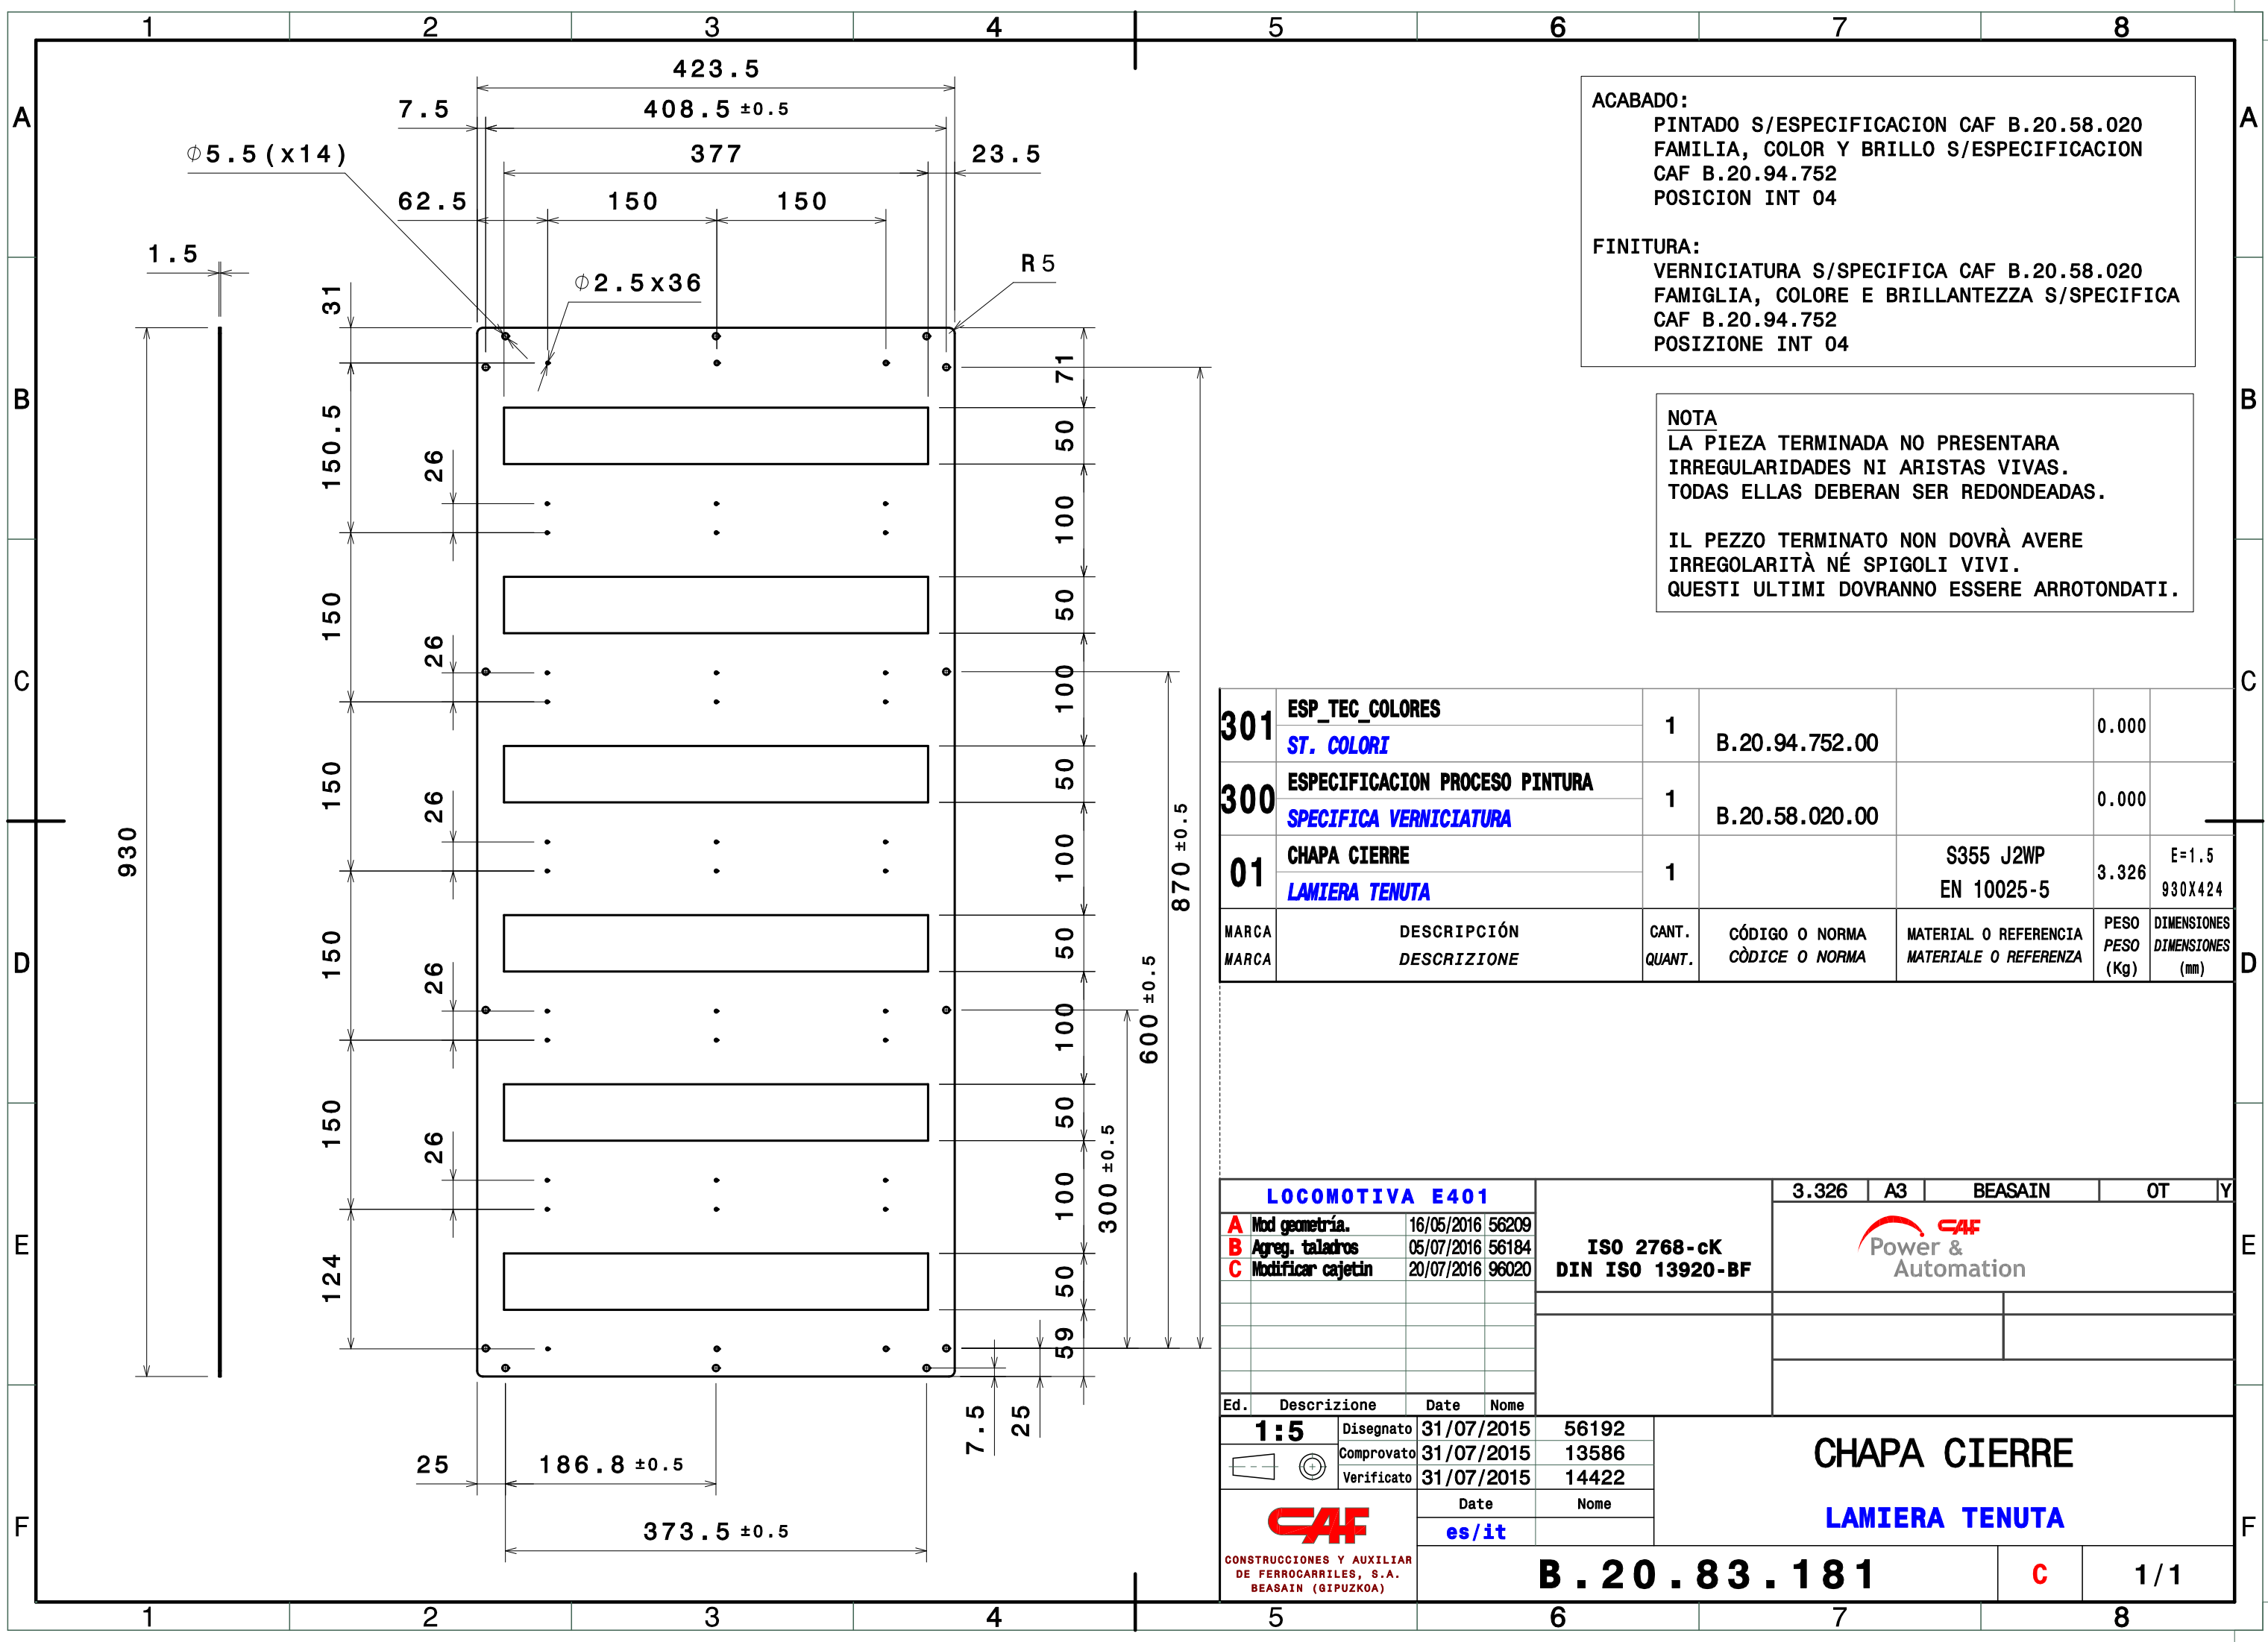 1 2 3 4 5 6 7 8
A
B
C
D
E
F
423.5
7.5
408.5 ±0.5
⌀5.5(x14)
377
23.5
62.5
150
150
1.5
⌀2.5x36
R5
31
150.5
150
150
150
150
124
26
26
26
26
26
930
71
50
100
50
100
50
100
50
100
50
100
50
59
870 ±0.5
600 ±0.5
300 ±0.5
7.5
25
25
186.8 ±0.5
373.5 ±0.5
ACABADO:
PINTADO S/ESPECIFICACION CAF B.20.58.020
FAMILIA, COLOR Y BRILLO S/ESPECIFICACION
CAF B.20.94.752
POSICION INT 04
FINITURA:
VERNICIATURA S/SPECIFICA CAF B.20.58.020
FAMIGLIA, COLORE E BRILLANTEZZA S/SPECIFICA
CAF B.20.94.752
POSIZIONE INT 04
NOTA
LA PIEZA TERMINADA NO PRESENTARA
IRREGULARIDADES NI ARISTAS VIVAS.
TODAS ELLAS DEBERAN SER REDONDEADAS.
IL PEZZO TERMINATO NON DOVRÀ AVERE
IRREGOLARITÀ NÉ SPIGOLI VIVI.
QUESTI ULTIMI DOVRANNO ESSERE ARROTONDATI.
301 ESP_TEC_COLORES 1 B.20.94.752.00 0.000
ST. COLORI
300 ESPECIFICACION PROCESO PINTURA 1 B.20.58.020.00 0.000
SPECIFICA VERNICIATURA
01 CHAPA CIERRE 1 S355 J2WP 3.326 E=1.5
LAMIERA TENUTA EN 10025-5 930X424
MARCA DESCRIPCIÓN CANT. CÓDIGO O NORMA MATERIAL O REFERENCIA PESO DIMENSIONES
MARCA DESCRIZIONE QUANT. CÒDICE O NORMA MATERIALE O REFERENZA PESO DIMENSIONES
(Kg) (mm)
LOCOMOTIVA E401
3.326 A3 BEASAIN OT Y
A Mod geometría. 16/05/2016 56209
B Agreg. taladros 05/07/2016 56184
C Modificar cajetin 20/07/2016 96020
Ed. Descrizione Date Nome
ISO 2768-cK
DIN ISO 13920-BF
CAF
Power &
Automation
1:5
Disegnato 31/07/2015 56192
Comprovato 31/07/2015 13586
Verificato 31/07/2015 14422
Date Nome
es/it
CAF
CONSTRUCCIONES Y AUXILIAR
DE FERROCARRILES, S.A.
BEASAIN (GIPUZKOA)
CHAPA CIERRE
LAMIERA TENUTA
B.20.83.181 C 1/1
A
B
C
D
E
F
1 2 3 4 5 6 7 8